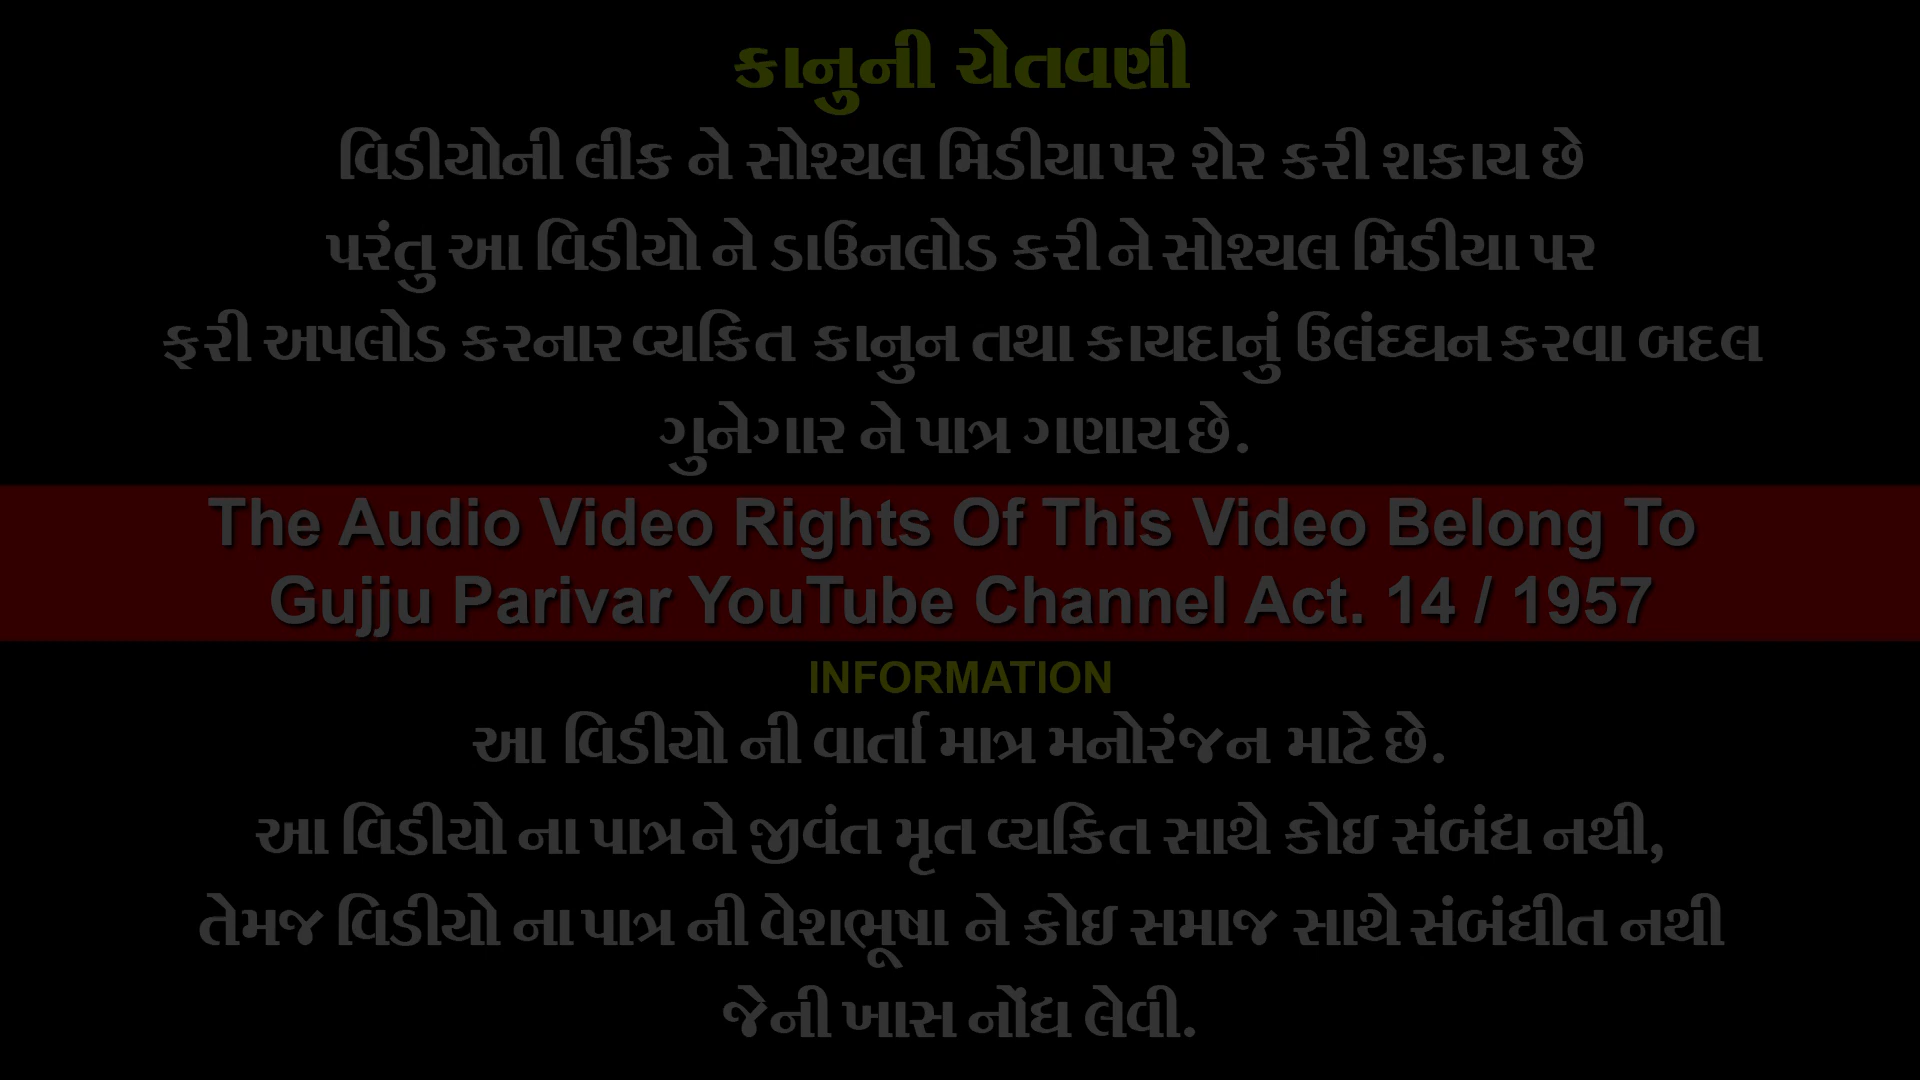 કાનુની ચેતવણી
વિડીયોની લીંક ને સોશ્યલ મિડીયા પર શેર કરી શકાય છે
પરંતુ આ વિડીયો ને ડાઉનલોડ કરી ને સોશ્યલ મિડીયા પર
ફરી અપલોડ કરનાર વ્યકિત કાનુન તથા કાયદાનું ઉલંઘ્ઘન કરવા બદલ
ગુનેગાર ને પાત્ર ગણાય છે.
The Audio Video Rights Of This Video Belong To
Gujju Parivar YouTube Channel Act. 14 / 1957
INFORMATION
આ વિડીયો ની વાર્તા માત્ર મનોરંજન માટે છે.
આ વિડીયો ના પાત્ર ને જીવંત મૃત વ્યકિત સાથે કોઇ સંબંધ નથી,
તેમજ વિડીયો ના પાત્ર ની વેશભૂષા ને કોઇ સમાજ સાથે સંબંધીત નથી
જેની ખાસ નોંધ લેવી.